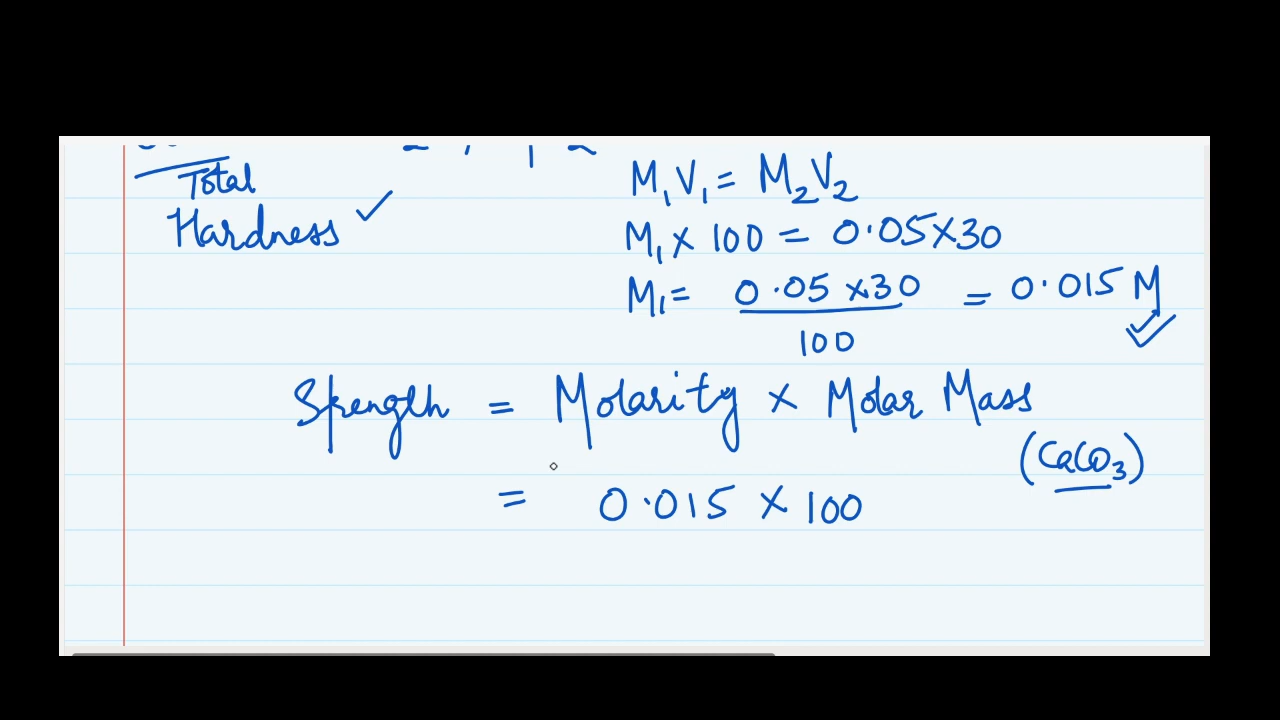 Total
Hardness ✓
M₁V₁ = M₂V₂
M₁ × 100 = 0.05×30
M₁ = 0.05 ×30 / 100 = 0.015 M
Strength = Molarity × Molar Mass
(CaCO₃)
= 0.015 × 100